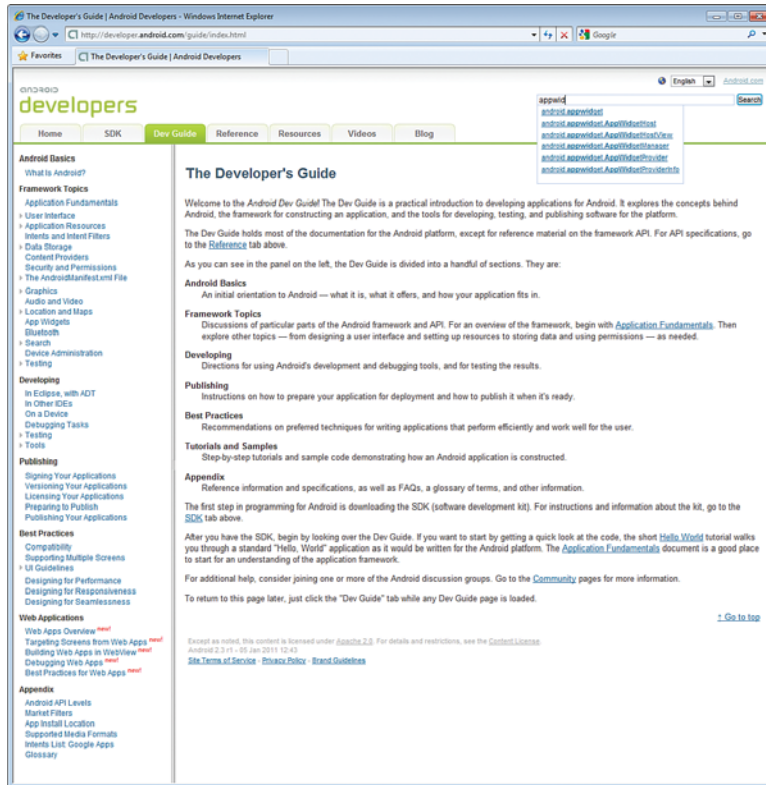 The Developer's Guide | Android Developers - Windows Internet Explorer
http://developer.android.com/guide/index.html
Google
Favorites
The Developer's Guide | Android Developers
English
Android.com
android
developers
appwid
Search
android.appwidget
android.appwidget.AppWidgetHost
android.appwidget.AppWidgetHostView
android.appwidget.AppWidgetManager
android.appwidget.AppWidgetProvider
android.appwidget.AppWidgetProviderInfo
Home
SDK
Dev Guide
Reference
Resources
Videos
Blog
Android Basics
What Is Android?
Framework Topics
Application Fundamentals
User Interface
Application Resources
Intents and Intent Filters
Data Storage
Content Providers
Security and Permissions
The AndroidManifest.xml File
Graphics
Audio and Video
Location and Maps
App Widgets
Bluetooth
Search
Device Administration
Testing
Developing
In Eclipse, with ADT
In Other IDEs
On a Device
Debugging Tasks
Testing
Tools
Publishing
Signing Your Applications
Versioning Your Applications
Licensing Your Applications
Preparing to Publish
Publishing Your Applications
Best Practices
Compatibility
Supporting Multiple Screens
UI Guidelines
Designing for Performance
Designing for Responsiveness
Designing for Seamlessness
Web Applications
Web Apps Overview new!
Targeting Screens from Web Apps new!
Building Web Apps in WebView new!
Debugging Web Apps new!
Best Practices for Web Apps new!
Appendix
Android API Levels
Market Filters
App Install Location
Supported Media Formats
Intents List: Google Apps
Glossary
The Developer's Guide
Welcome to the Android Dev Guide! The Dev Guide is a practical introduction to developing applications for Android. It explores the concepts behind
Android, the framework for constructing an application, and the tools for developing, testing, and publishing software for the platform.
The Dev Guide holds most of the documentation for the Android platform, except for reference material on the framework API. For API specifications, go
to the Reference tab above.
As you can see in the panel on the left, the Dev Guide is divided into a handful of sections. They are:
Android Basics
An initial orientation to Android — what it is, what it offers, and how your application fits in.
Framework Topics
Discussions of particular parts of the Android framework and API. For an overview of the framework, begin with Application Fundamentals. Then
explore other topics — from designing a user interface and setting up resources to storing data and using permissions — as needed.
Developing
Directions for using Android's development and debugging tools, and for testing the results.
Publishing
Instructions on how to prepare your application for deployment and how to publish it when it's ready.
Best Practices
Recommendations on preferred techniques for writing applications that perform efficiently and work well for the user.
Tutorials and Samples
Step-by-step tutorials and sample code demonstrating how an Android application is constructed.
Appendix
Reference information and specifications, as well as FAQs, a glossary of terms, and other information.
The first step in programming for Android is downloading the SDK (software development kit). For instructions and information about the kit, go to the
SDK tab above.
After you have the SDK, begin by looking over the Dev Guide. If you want to start by getting a quick look at the code, the short Hello World tutorial walks
you through a standard "Hello, World" application as it would be written for the Android platform. The Application Fundamentals document is a good place
to start for an understanding of the application framework.
For additional help, consider joining one or more of the Android discussion groups. Go to the Community pages for more information.
To return to this page later, just click the "Dev Guide" tab while any Dev Guide page is loaded.
↑ Go to top
Except as noted, this content is licensed under Apache 2.0. For details and restrictions, see the Content License.
Android 2.3 r1 - 05 Jan 2011 12:43
Site Terms of Service - Privacy Policy - Brand Guidelines